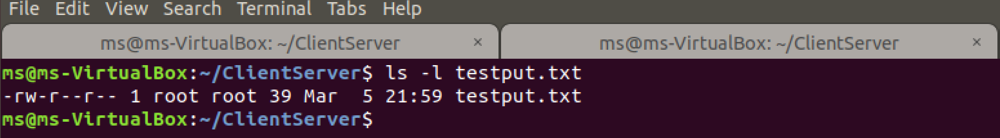 File Edit View Search Terminal Tabs Help
ms@ms-VirtualBox: ~/ClientServer × ms@ms-VirtualBox: ~/ClientServer ×
ms@ms-VirtualBox:~/ClientServer$ ls -l testput.txt
-rw-r--r-- 1 root root 39 Mar  5 21:59 testput.txt
ms@ms-VirtualBox:~/ClientServer$